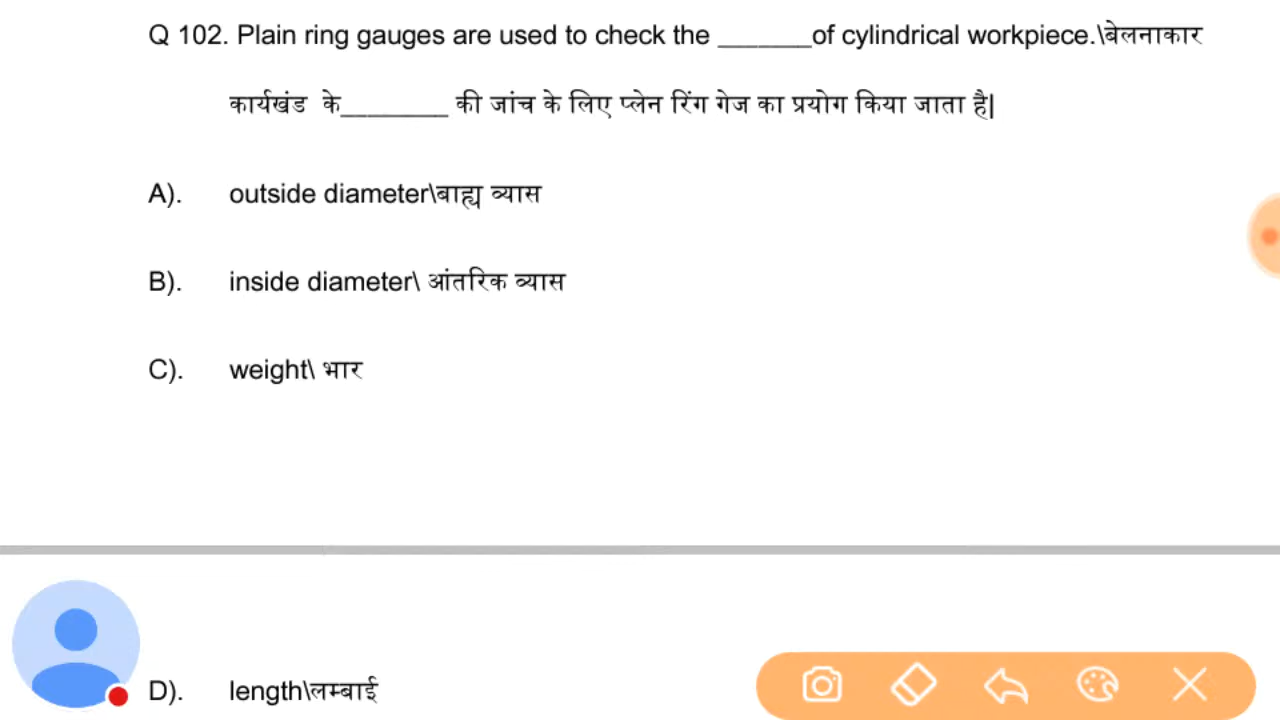 Q 102. Plain ring gauges are used to check the _______of cylindrical workpiece.\बेलनाकार
कार्यखंड के________ की जांच के लिए प्लेन रिंग गेज का प्रयोग किया जाता है|
A). outside diameter\बाह्य व्यास
B). inside diameter\ आंतरिक व्यास
C). weight\ भार
D). length\लम्बाई